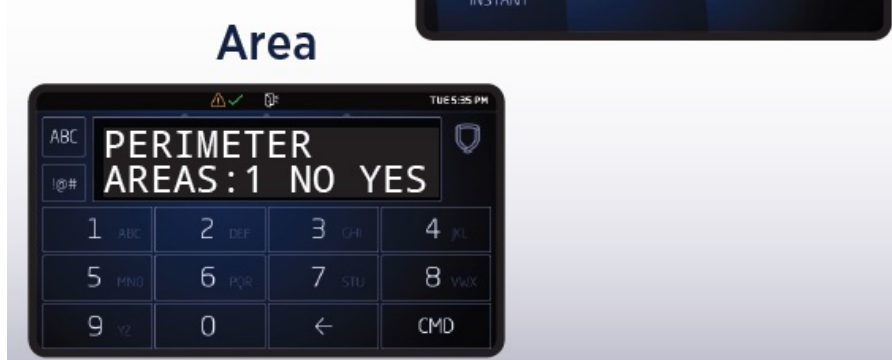 INSTANT
Area
TUE 5:35 PM
ABC
PERIMETER
!@#
AREAS:1 NO YES
1 ABC 2 DEF 3 GHI 4 JKL
5 MNO 6 PQR 7 STU 8 VWX
9 YZ 0 ← CMD